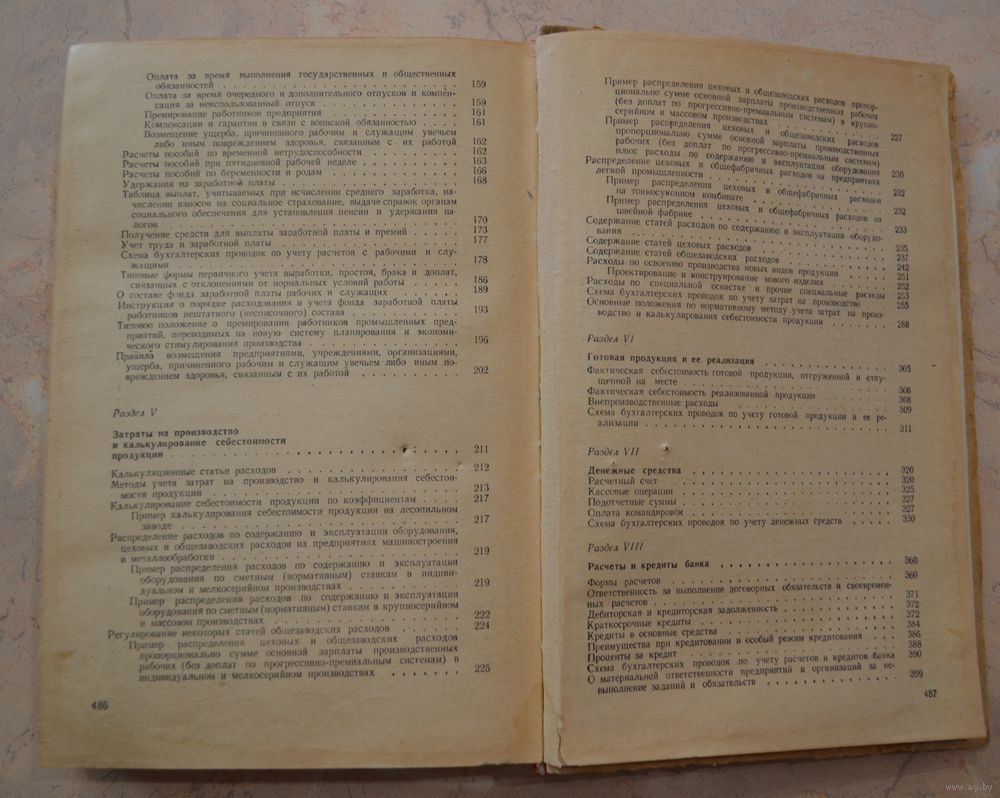 Оплата за время выполнения государственных и общественных
обязанностей . . . 159
Оплата за время очередного и дополнительного отпусков и компен-
сация за неиспользованный отпуск . . . 159
Премирование работников предприятия . . . 161
Компенсации и гарантии в связи с воинской обязанностью . . . 161
Возмещение ущерба, причиненного рабочим и служащим увечьем
либо иным повреждением здоровья, связанным с их работой 162
Расчеты пособий по временной нетрудоспособности . . . 162
Расчеты пособий при пятидневной рабочей неделе . . . 163
Расчеты пособий по беременности и родам . . . 166
Удержания из заработной платы . . . 168
Таблица выплат, учитываемых при исчислении среднего заработка, на-
числении взносов на социальное страхование, выдаче справок органам
социального обеспечения для установления пенсии и удержания на-
логов . . . 170
Получение средств для выплаты заработной платы и премий . . . 173
Учет труда и заработной платы . . . 177
Схема бухгалтерских проводок по учету расчетов с рабочими и слу-
жащими . . . 178
Типовые формы первичного учета выработки, простоя, брака и доплат,
связанных с отклонениями от нормальных условий работы . . . 186
О составе фонда заработной платы рабочих и служащих . . . 189
Инструкция о порядке расходования и учета фонда заработной платы
работников нештатного (несписочного) состава . . . 193
Типовое положение о премировании работников промышленных пред-
приятий, переводимых на новую систему планирования и экономи-
ческого стимулирования производства . . . 196
Правила возмещения предприятиями, учреждениями, организациями,
ущерба, причиненного рабочим и служащим увечьем либо иным по-
вреждением здоровья, связанным с их работой . . . 202
Раздел V
Затраты на производство
и калькулирование себестоимости
продукции . . . 211
Калькуляционные статьи расходов . . . 212
Методы учета затрат на производство и калькулирования себестои-
мости продукции . . . 213
Калькулирование себестоимости продукции по коэффициентам . . . 217
Пример калькулирования себестоимости продукции на лесопильном
заводе . . . 217
Распределение расходов по содержанию и эксплуатации оборудования,
цеховых и общезаводских расходов на предприятиях машиностроения
и металлообработки . . . 219
Пример распределения расходов по содержанию и эксплуатации
оборудования по сметным (нормативным) ставкам в индиви-
дуальном и мелкосерийном производствах . . . 219
Пример распределения расходов по содержанию и эксплуатации
оборудования по сметным (нормативным) ставкам в крупносерийном
и массовом производствах . . . 222
Регулирование некоторых статей общезаводских расходов . . . 224
Пример распределения цеховых и общезаводских расходов
пропорционально сумме основной зарплаты производственных
рабочих (без доплат по прогрессивно-премиальным системам) в
индивидуальном и мелкосерийном производствах . . . 225
486
Пример распределения цеховых и общезаводских расходов пропор-
ционально сумме основной зарплаты производственных рабочих
(без доплат по прогрессивно-премиальным системам) в крупно-
серийном и массовом производствах . . . 227
Пример распределения цеховых и общезаводских расходов
пропорционально сумме основной зарплаты производственных
рабочих (без доплат по прогрессивно-премиальным системам)
плюс расходы по содержанию и эксплуатации оборудования 230
Распределение цеховых и общефабричных расходов на предприятиях
легкой промышленности . . . 232
Пример распределения цеховых и общефабричных расходов
на тонкосуконном комбинате . . . 232
Пример распределения цеховых и общефабричных расходов на
швейной фабрике . . . 233
Содержание статей расходов по содержанию и эксплуатации оборудо-
вания . . . 235
Содержание статей цеховых расходов . . . 237
Содержание статей общезаводских расходов . . . 242
Расходы по освоению производства новых видов продукции . . . 251
Проектирование и конструирование нового изделия . . . 252
Расходы по специальной оснастке и прочие специальные расходы 253
Схема бухгалтерских проводок по учету затрат на производство . . . 255
Основные положения по нормативному методу учета затрат на произ-
водство и калькулирования себестоимости продукции . . . 288
Раздел VI
Готовая продукция и ее реализация . . . 305
Фактическая себестоимость готовой продукции, отгруженной и отпу-
щенной на месте . . . 306
Фактическая себестоимость реализованной продукции . . . 308
Внепроизводственные расходы . . . 309
Схема бухгалтерских проводок по учету готовой продукции и ее ре-
ализации . . . 311
Раздел VII
Денежные средства . . . 320
Расчетный счет . . . 320
Кассовые операции . . . 325
Подотчетные суммы . . . 327
Оплата командировок . . . 327
Схема бухгалтерских проводок по учету денежных средств . . . 330
Раздел VIII
Расчеты и кредиты банка . . . 360
Формы расчетов . . . 360
Ответственность за выполнение договорных обязательств и своевремен-
ных расчетов . . . 371
Дебиторская и кредиторская задолженность . . . 372
Краткосрочные кредиты . . . 372
Кредиты в основные средства . . . 384
Преимущества при кредитовании и особый режим кредитования . . . 386
Проценты за кредит . . . 388
Схема бухгалтерских проводок по учету расчетов и кредитов банка 390
О материальной ответственности предприятий и организаций за не-
выполнение заданий и обязательств . . . 399
487
www.ay.by